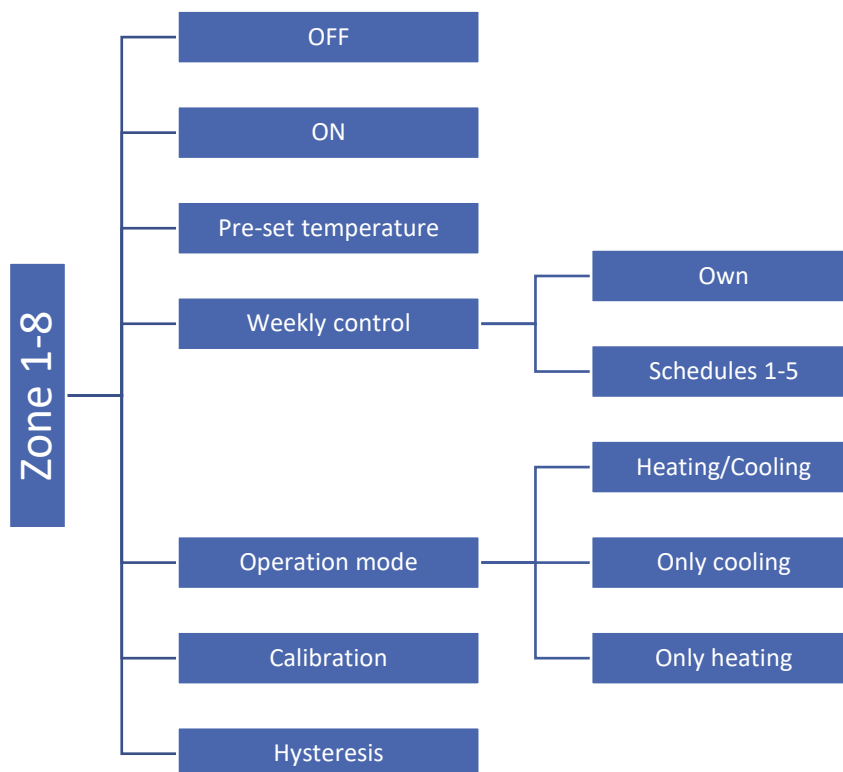 Zone 1-8
OFF
ON
Pre-set temperature
Weekly control
Own
Schedules 1-5
Operation mode
Heating/Cooling
Only cooling
Only heating
Calibration
Hysteresis